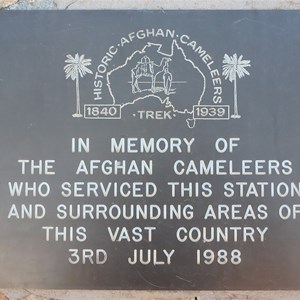 HISTORIC · AFGHAN · CAMELEERS
1840 · TREK · 1939
IN MEMORY OF
THE AFGHAN CAMELEERS
WHO SERVICED THIS STATION
AND SURROUNDING AREAS OF
THIS VAST COUNTRY
3RD JULY 1988